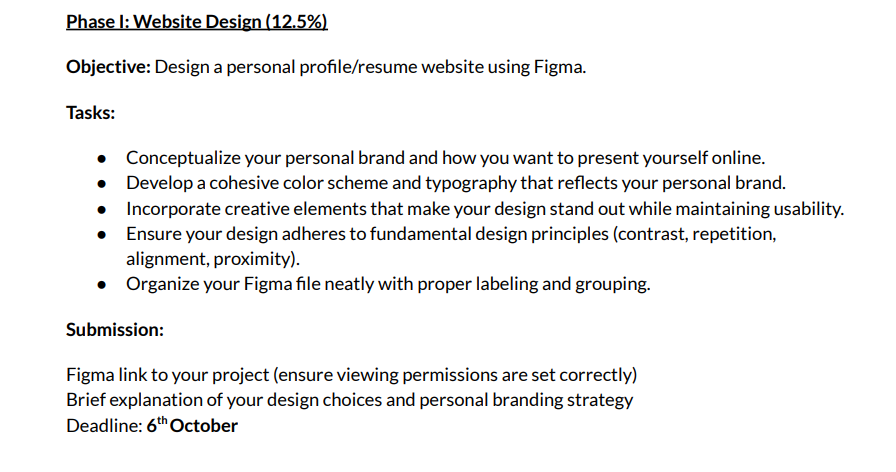 Phase I: Website Design (12.5%)
Objective: Design a personal profile/resume website using Figma.
Tasks:
● Conceptualize your personal brand and how you want to present yourself online.
● Develop a cohesive color scheme and typography that reflects your personal brand.
● Incorporate creative elements that make your design stand out while maintaining usability.
● Ensure your design adheres to fundamental design principles (contrast, repetition,
alignment, proximity).
● Organize your Figma file neatly with proper labeling and grouping.
Submission:
Figma link to your project (ensure viewing permissions are set correctly)
Brief explanation of your design choices and personal branding strategy
Deadline: 6th October